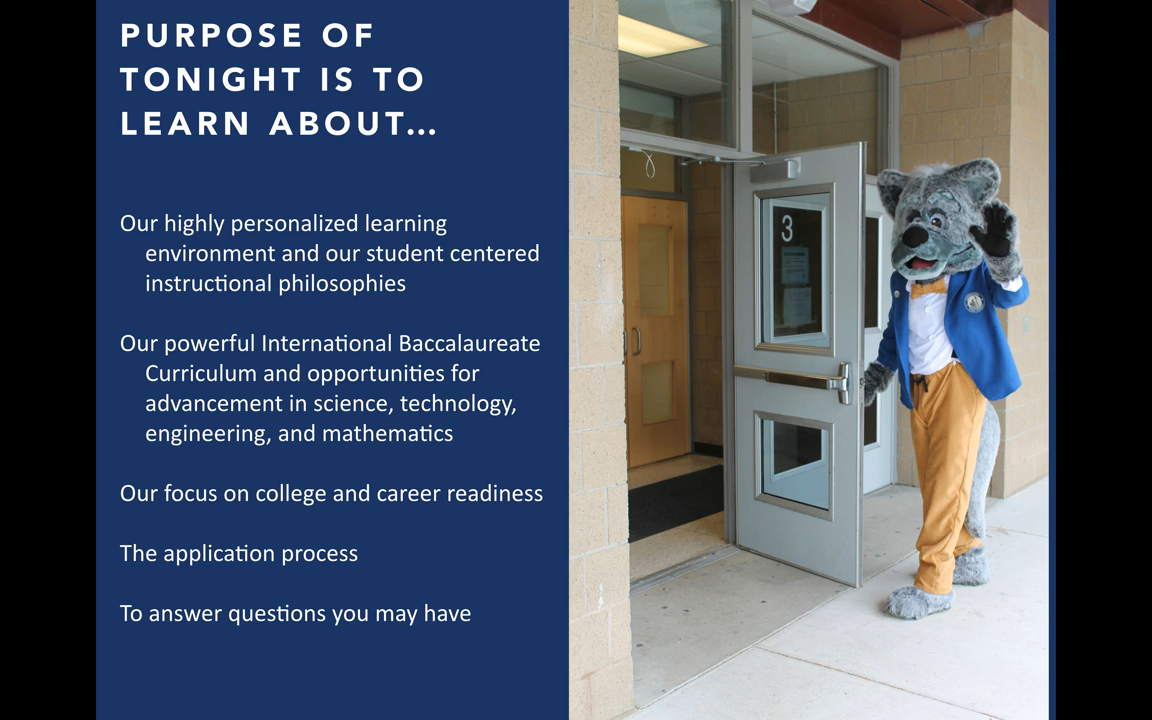 PURPOSE OF
TONIGHT IS TO
LEARN ABOUT...
Our highly personalized learning
environment and our student centered
instructional philosophies
Our powerful International Baccalaureate
Curriculum and opportunities for
advancement in science, technology,
engineering, and mathematics
Our focus on college and career readiness
The application process
To answer questions you may have
3